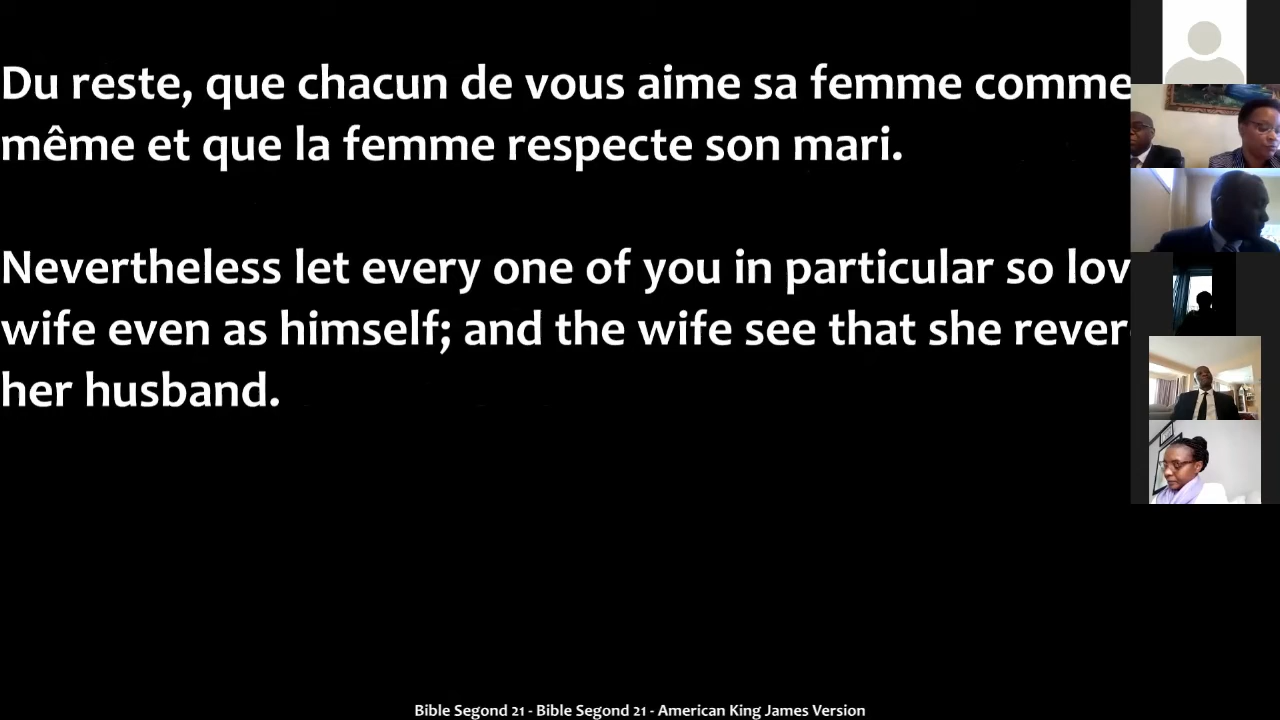 Du reste, que chacun de vous aime sa femme comme
même et que la femme respecte son mari.
Nevertheless let every one of you in particular so lov
wife even as himself; and the wife see that she rever
her husband.
Bible Segond 21 - Bible Segond 21 - American King James Version